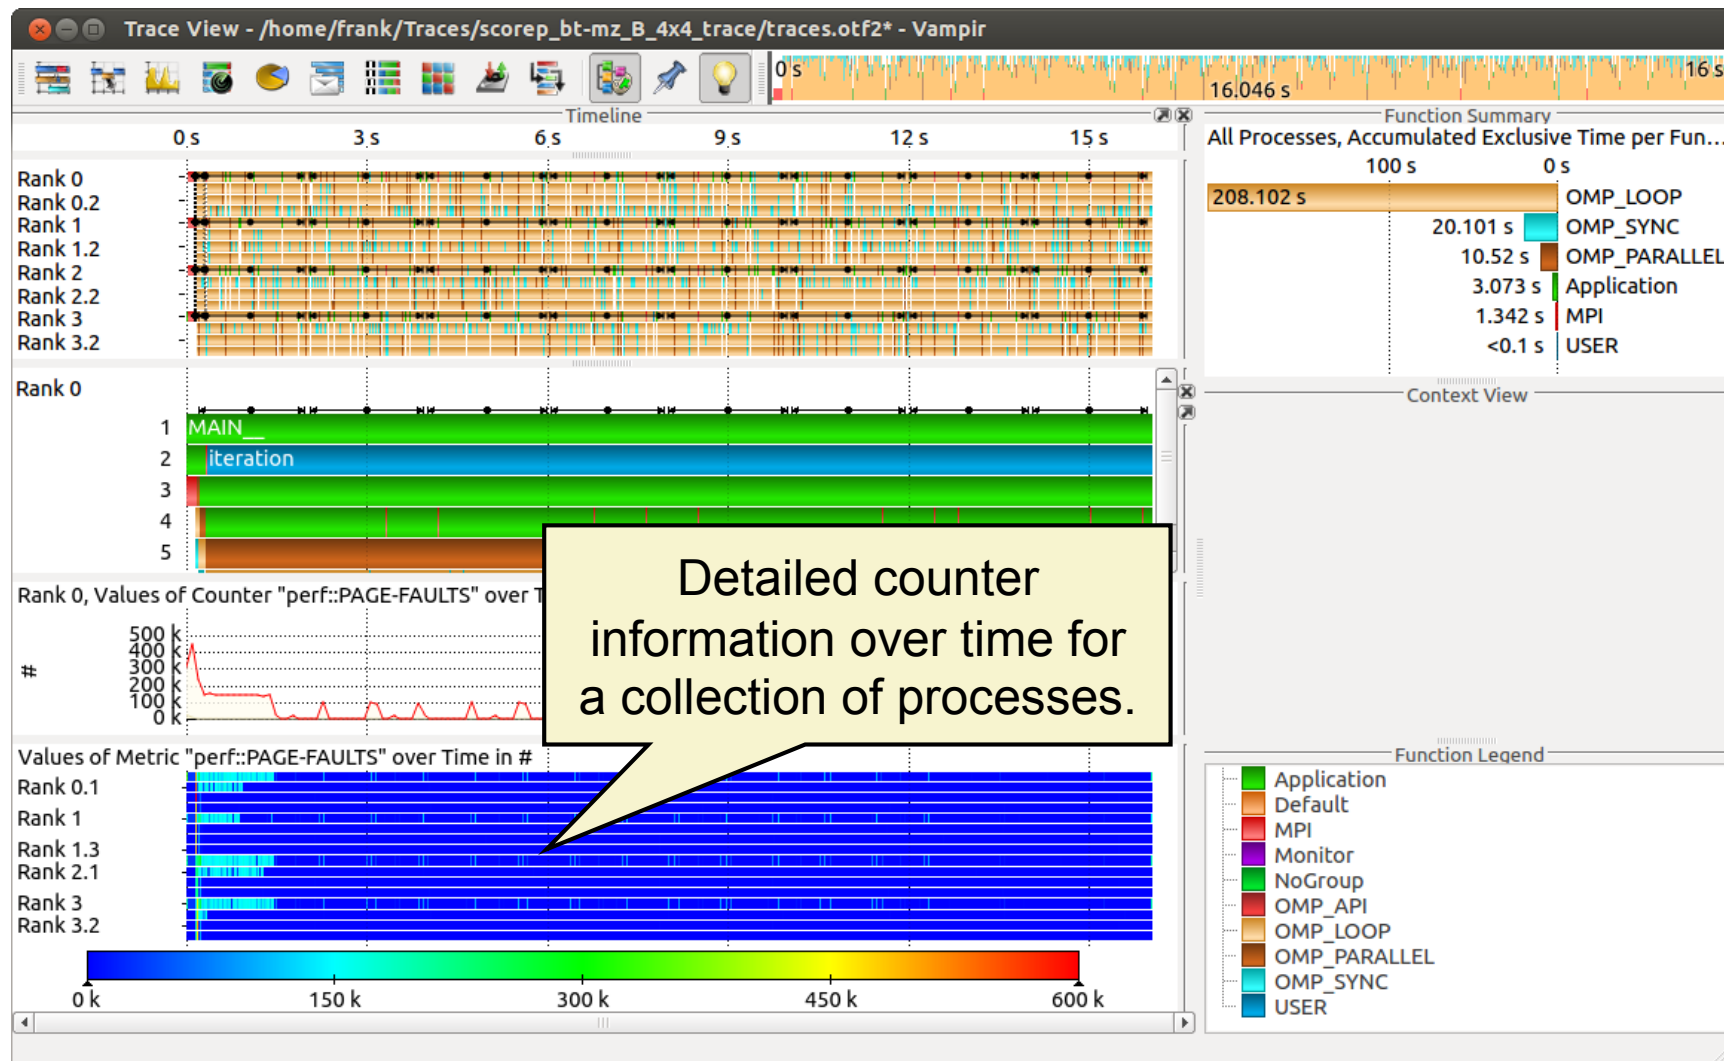 Trace View - /home/frank/Traces/scorep_bt-mz_B_4x4_trace/traces.otf2* - Vampir
0 s
16 s
16.046 s
Timeline
0 s 3 s 6 s 9 s 12 s 15 s
Rank 0
Rank 0.2
Rank 1
Rank 1.2
Rank 2
Rank 2.2
Rank 3
Rank 3.2
Rank 0
1 MAIN__
2 iteration
3
4
5
Rank 0, Values of Counter "perf::PAGE-FAULTS" over T
500 k
400 k
300 k
200 k
100 k
0 k
#
Detailed counter
information over time for
a collection of processes.
Values of Metric "perf::PAGE-FAULTS" over Time in #
Rank 0.1
Rank 1
Rank 1.3
Rank 2.1
Rank 3
Rank 3.2
0 k 150 k 300 k 450 k 600 k
Function Summary
All Processes, Accumulated Exclusive Time per Fun...
100 s 0 s
208.102 s OMP_LOOP
20.101 s OMP_SYNC
10.52 s OMP_PARALLEL
3.073 s Application
1.342 s MPI
<0.1 s USER
Context View
Function Legend
Application
Default
MPI
Monitor
NoGroup
OMP_API
OMP_LOOP
OMP_PARALLEL
OMP_SYNC
USER